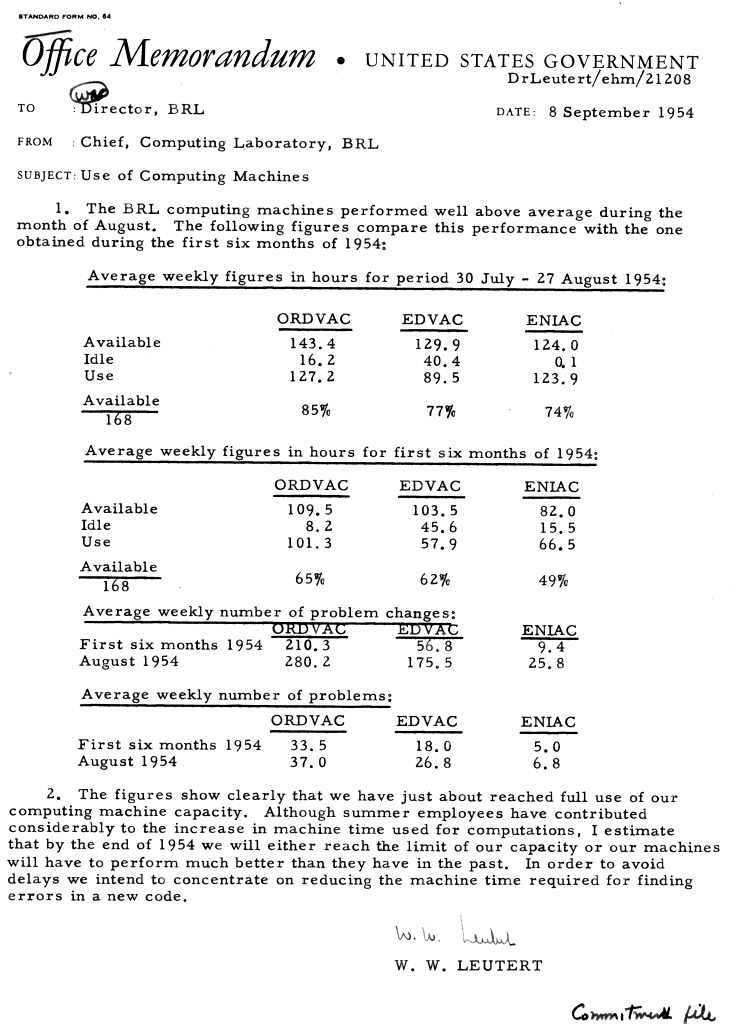 STANDARD FORM NO. 64
Office Memorandum • UNITED STATES GOVERNMENT
DrLeutert/ehm/21208
TO : Director, BRL DATE: 8 September 1954
FROM : Chief, Computing Laboratory, BRL
SUBJECT: Use of Computing Machines
1. The BRL computing machines performed well above average during the
month of August. The following figures compare this performance with the one
obtained during the first six months of 1954:
Average weekly figures in hours for period 30 July - 27 August 1954:
ORDVAC EDVAC ENIAC
Available 143.4 129.9 124.0
Idle 16.2 40.4 0.1
Use 127.2 89.5 123.9
Available
168 85% 77% 74%
Average weekly figures in hours for first six months of 1954:
ORDVAC EDVAC ENIAC
Available 109.5 103.5 82.0
Idle 8.2 45.6 15.5
Use 101.3 57.9 66.5
Available
168 65% 62% 49%
Average weekly number of problem changes:
ORDVAC EDVAC ENIAC
First six months 1954 210.3 56.8 9.4
August 1954 280.2 175.5 25.8
Average weekly number of problems:
ORDVAC EDVAC ENIAC
First six months 1954 33.5 18.0 5.0
August 1954 37.0 26.8 6.8
2. The figures show clearly that we have just about reached full use of our
computing machine capacity. Although summer employees have contributed
considerably to the increase in machine time used for computations, I estimate
that by the end of 1954 we will either reach the limit of our capacity or our machines
will have to perform much better than they have in the past. In order to avoid
delays we intend to concentrate on reducing the machine time required for finding
errors in a new code.
W. W. Leutert
W. W. LEUTERT
Commitment file